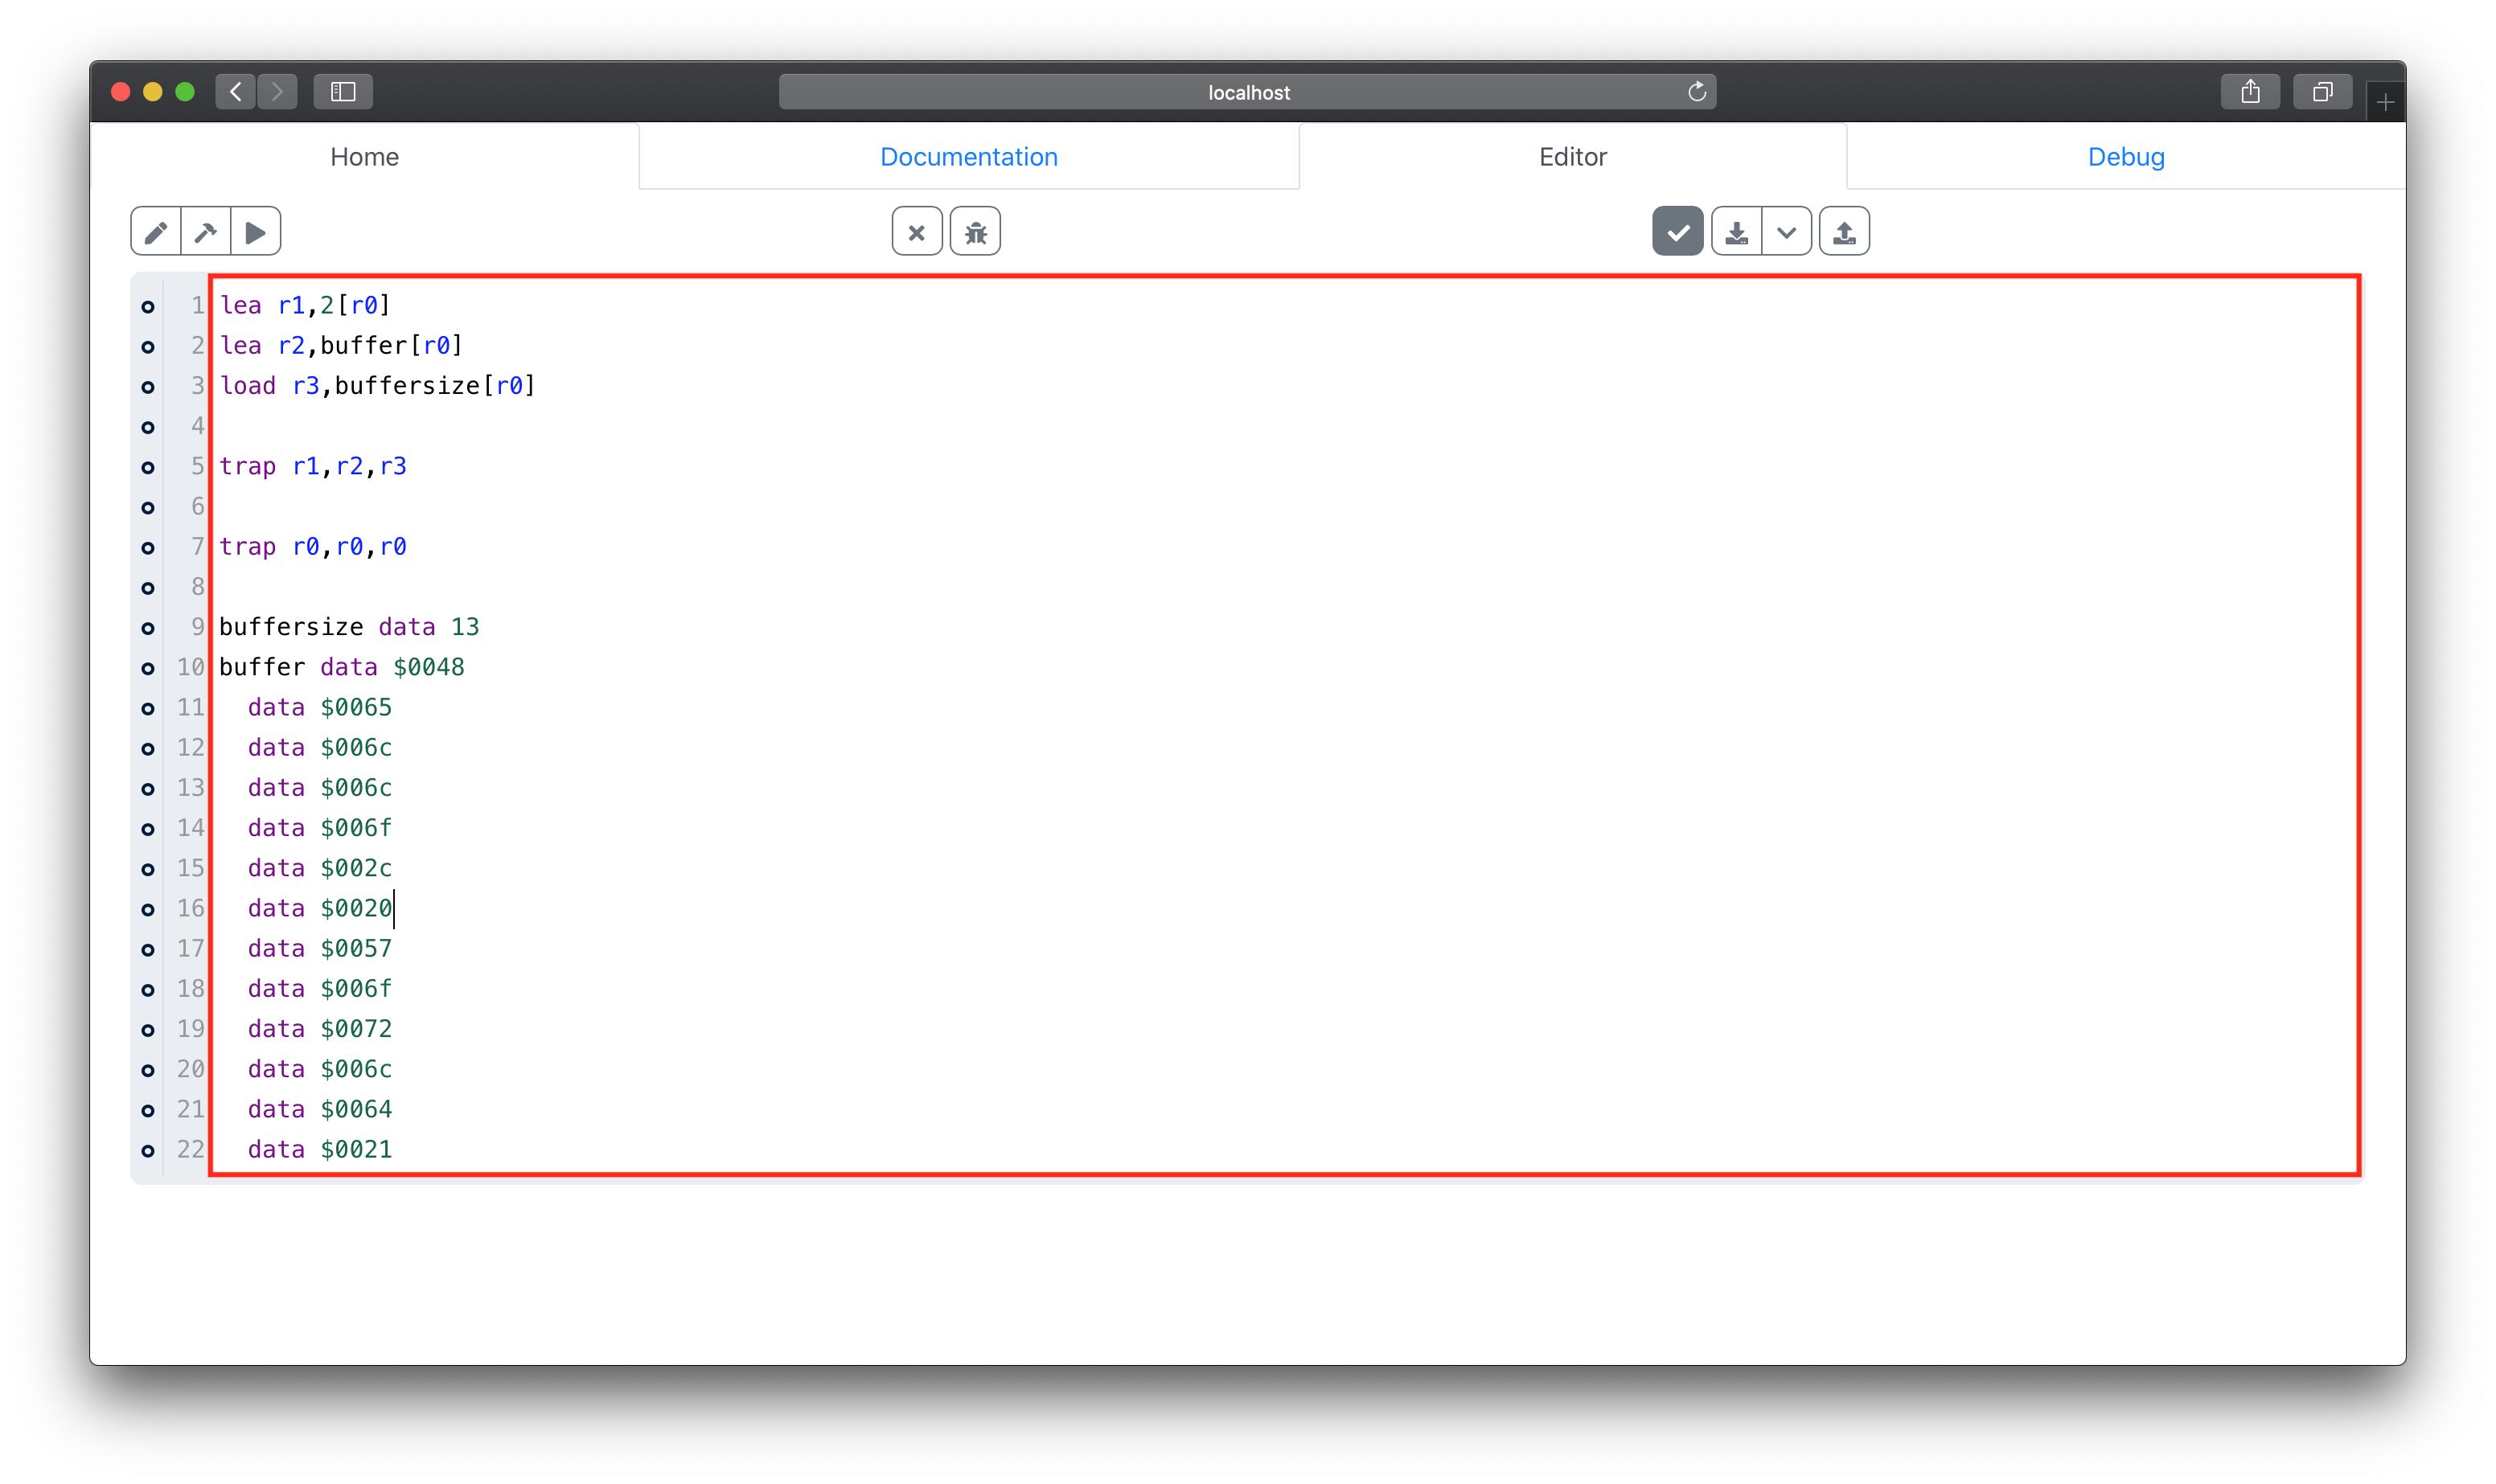 localhost
Home Documentation Editor Debug
1 lea r1,2[r0]
2 lea r2,buffer[r0]
3 load r3,buffersize[r0]
4
5 trap r1,r2,r3
6
7 trap r0,r0,r0
8
9 buffersize data 13
10 buffer data $0048
11 data $0065
12 data $006c
13 data $006c
14 data $006f
15 data $002c
16 data $0020
17 data $0057
18 data $006f
19 data $0072
20 data $006c
21 data $0064
22 data $0021